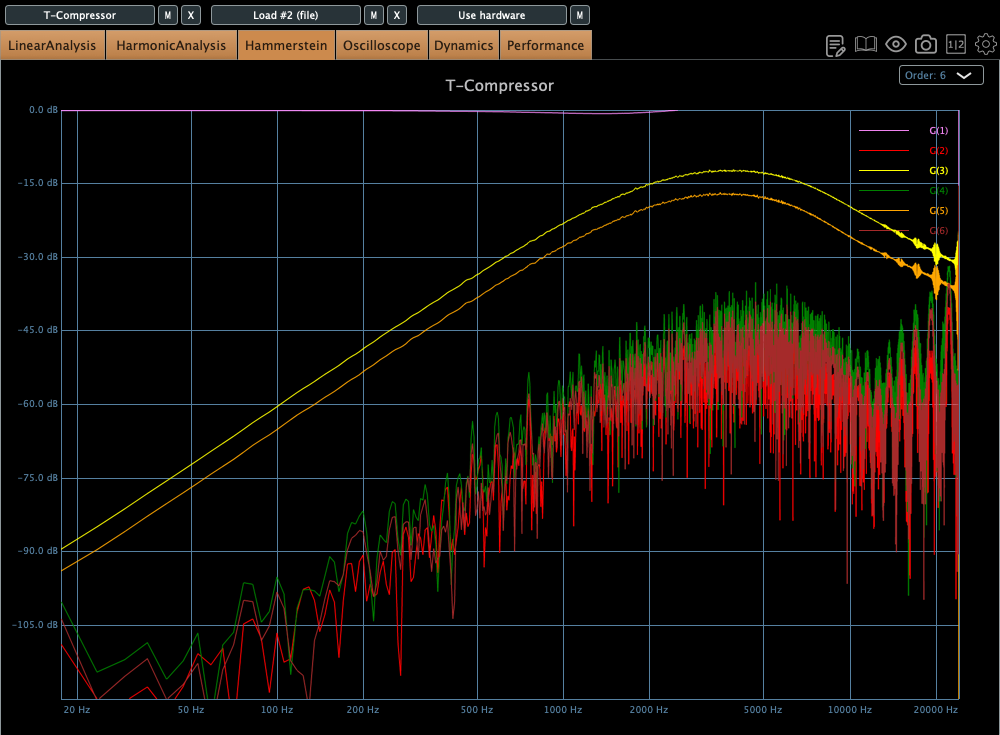 T-Compressor M X Load #2 (file) M X Use hardware M
LinearAnalysis HarmonicAnalysis Hammerstein Oscilloscope Dynamics Performance 1|2
T-Compressor
Order: 6
0.0 dB
-15.0 dB
-30.0 dB
-45.0 dB
-60.0 dB
-75.0 dB
-90.0 dB
-105.0 dB
G(1)
G(2)
G(3)
G(4)
G(5)
G(6)
20 Hz 50 Hz 100 Hz 200 Hz 500 Hz 1000 Hz 2000 Hz 5000 Hz 10000 Hz 20000 Hz